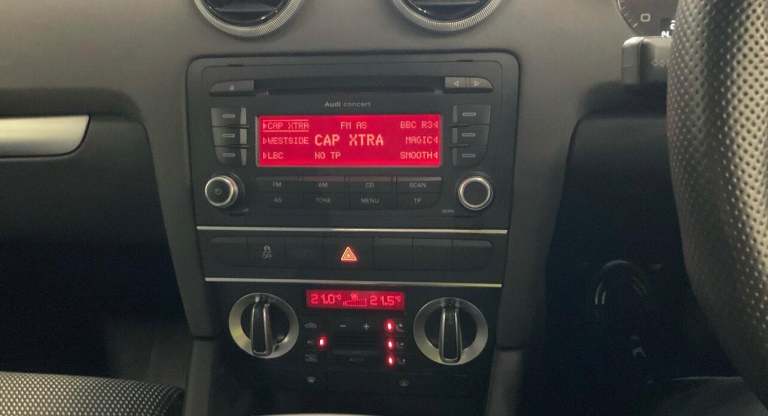 Audi concert
▸CAP XTRA FM AS BBC R3◂
▸WESTSIDE CAP XTRA MAGIC◂
▸LBC NO TP SMOOTH◂
FM AM CD SCAN
AS TONE MENU TP
21.0° 21.5°